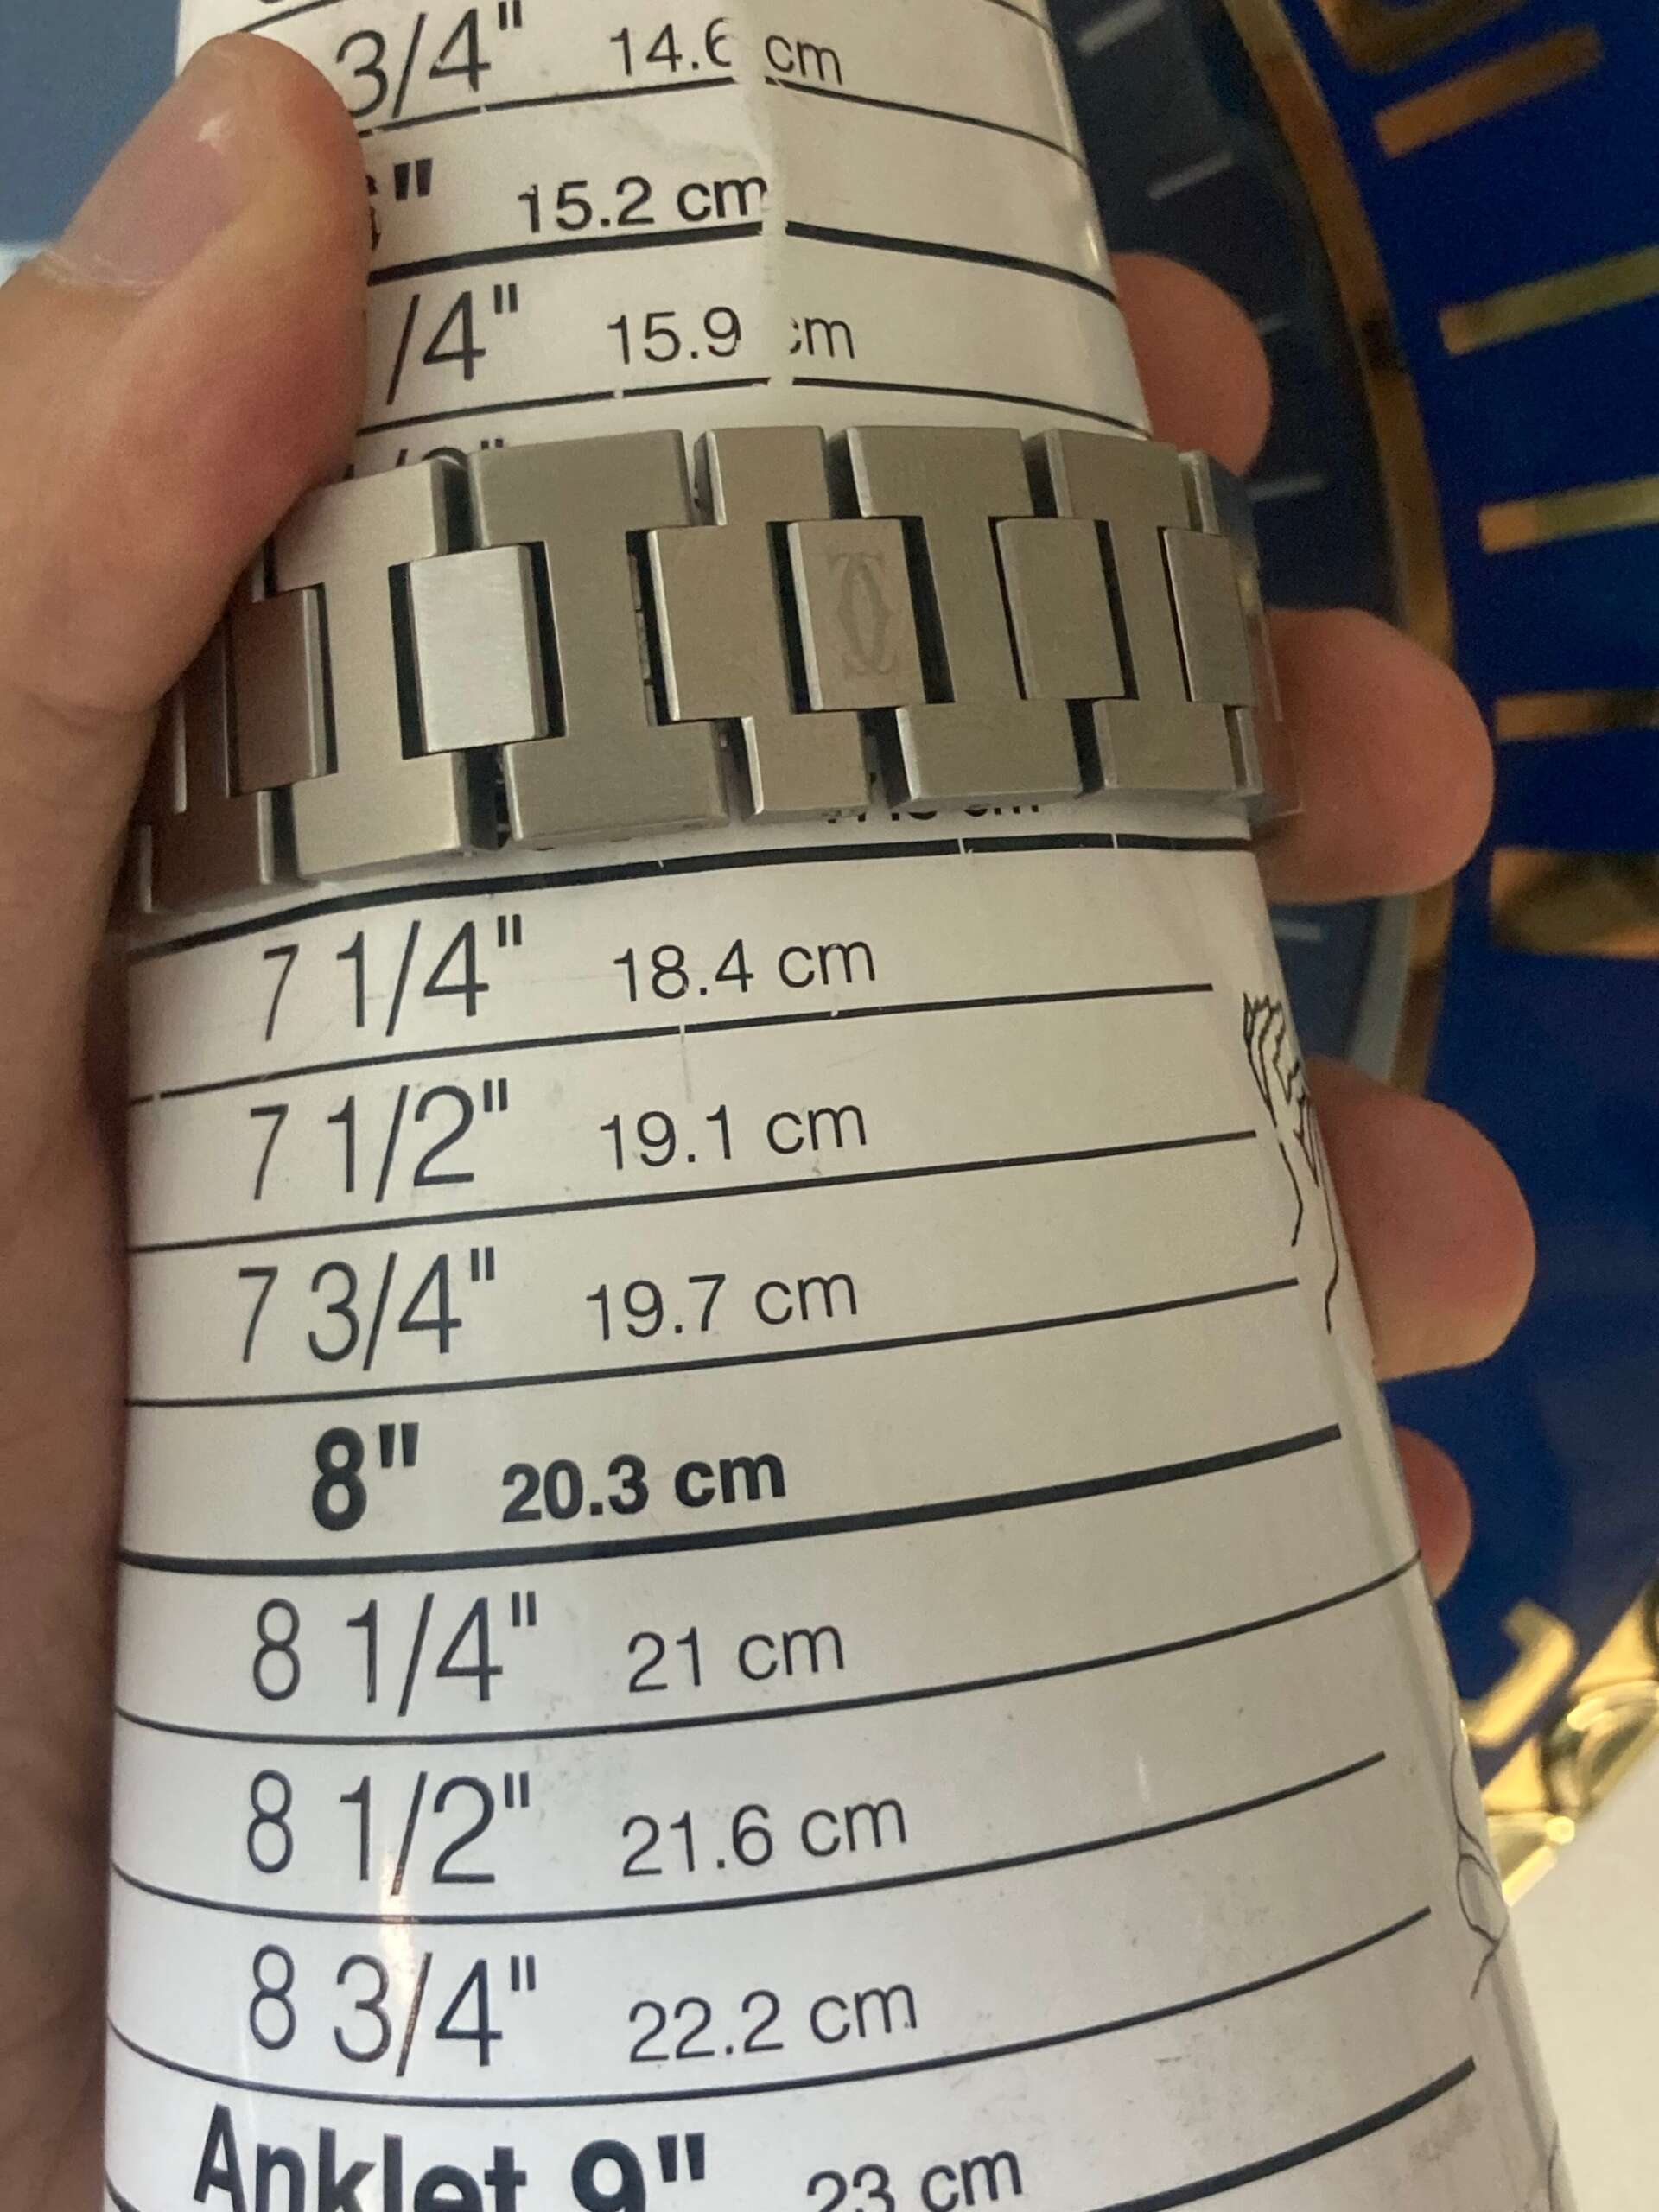 3/4" 14.6 cm
" 15.2 cm
/4" 15.9 cm
7 1/4" 18.4 cm
7 1/2" 19.1 cm
7 3/4" 19.7 cm
8" 20.3 cm
8 1/4" 21 cm
8 1/2" 21.6 cm
8 3/4" 22.2 cm
Anklet 9" 23 cm